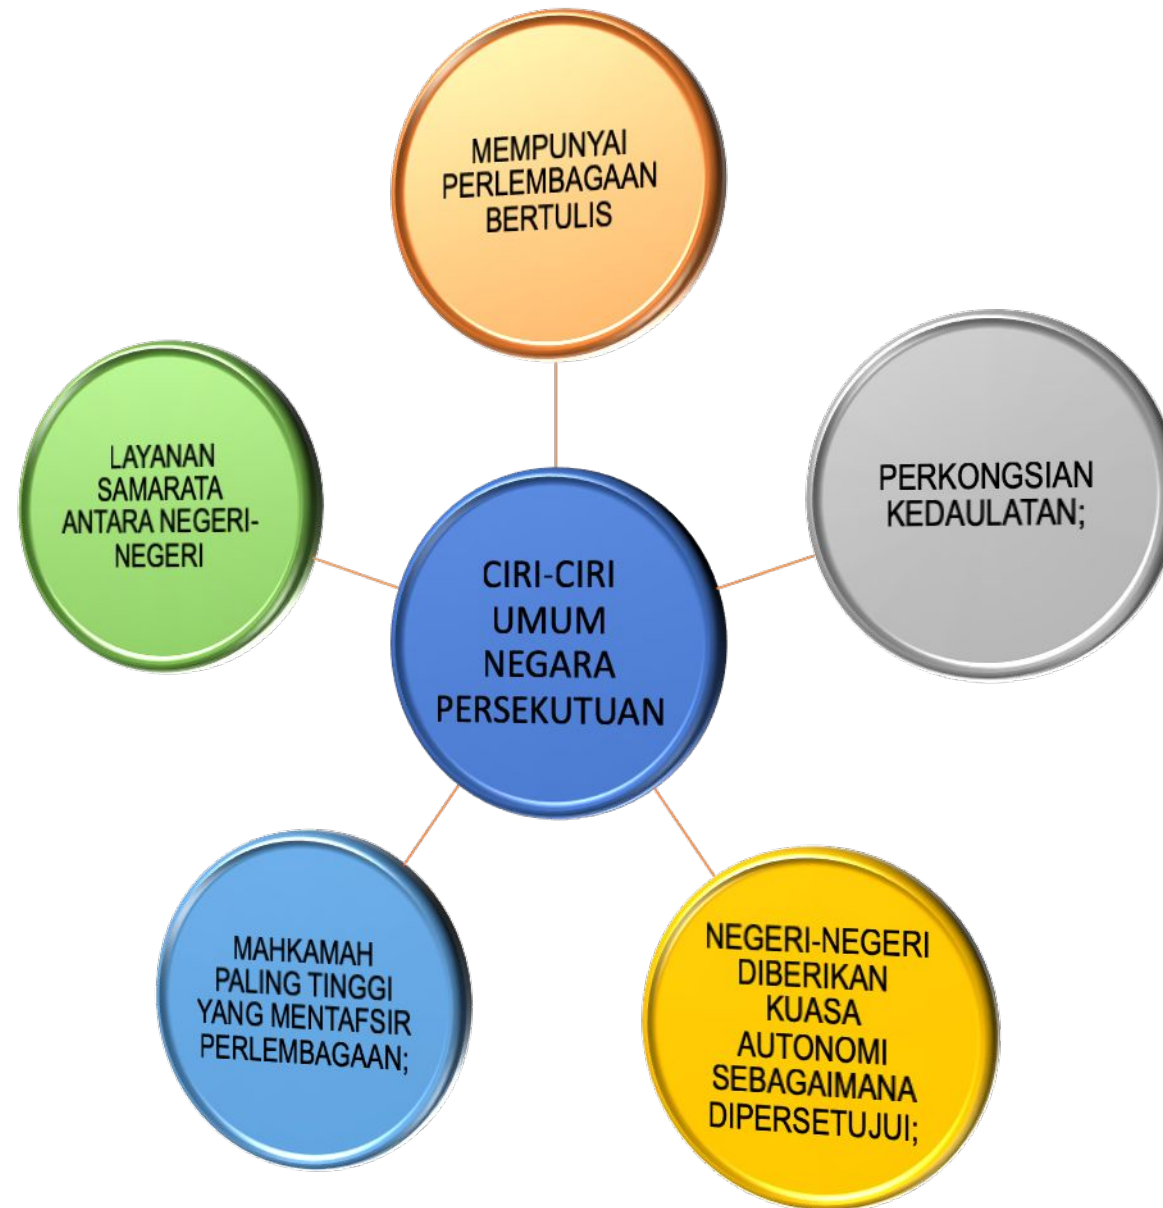 MEMPUNYAI
PERLEMBAGAAN
BERTULIS
PERKONGSIAN
KEDAULATAN;
LAYANAN
SAMARATA
ANTARA NEGERI-
NEGERI
CIRI-CIRI
UMUM
NEGARA
PERSEKUTUAN
NEGERI-NEGERI
DIBERIKAN
KUASA
AUTONOMI
SEBAGAIMANA
DIPERSETUJUI;
MAHKAMAH
PALING TINGGI
YANG MENTAFSIR
PERLEMBAGAAN;